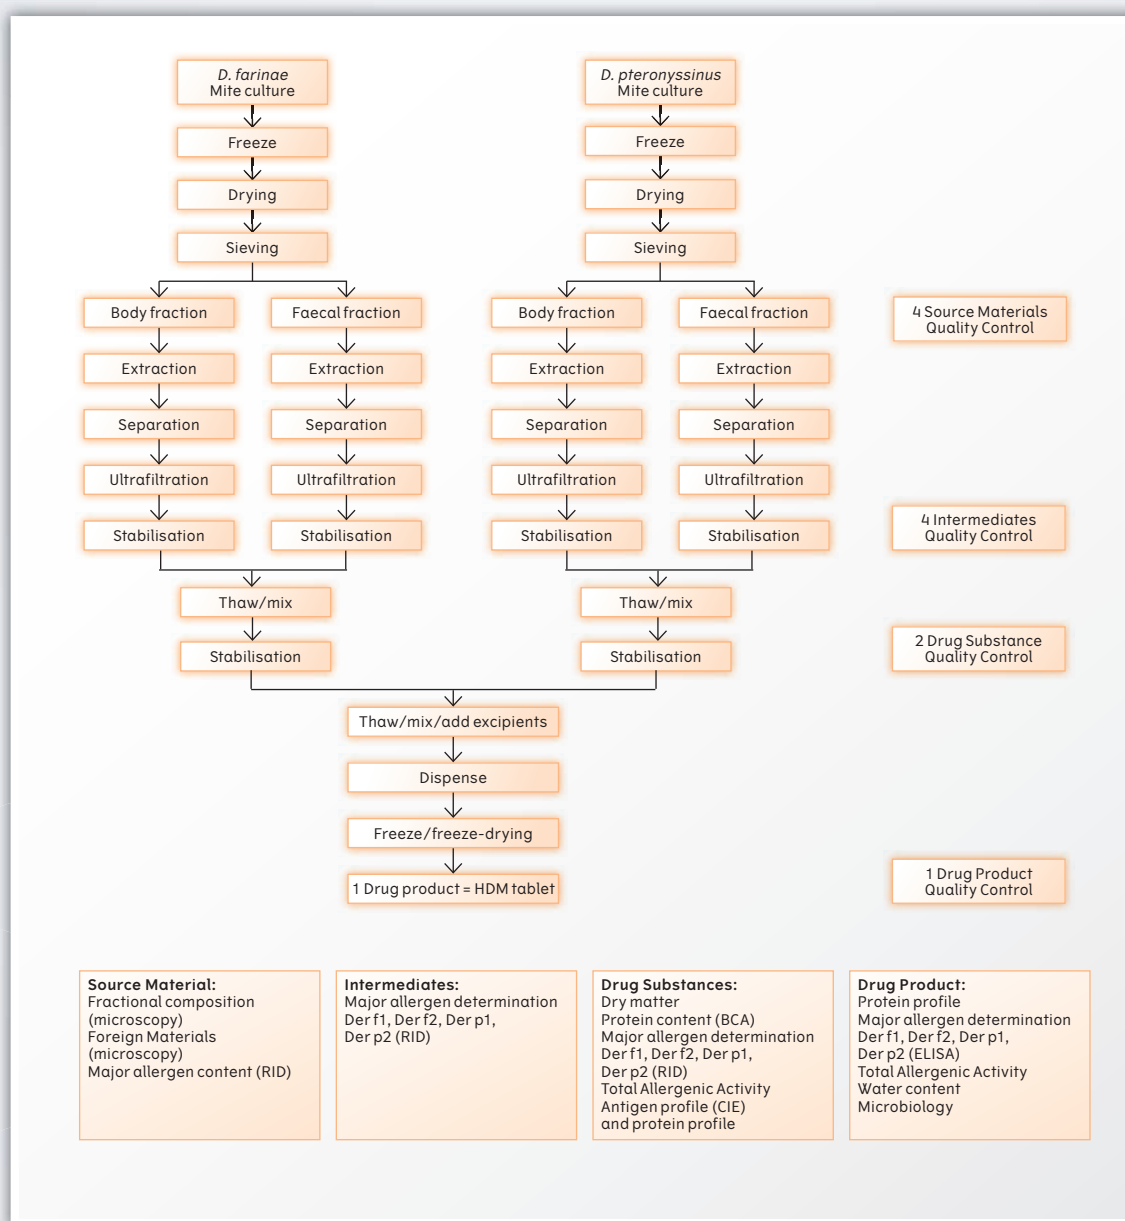 D. farinae
Mite culture
D. pteronyssinus
Mite culture
Freeze
Freeze
Drying
Drying
Sieving
Sieving
Body fraction
Faecal fraction
Body fraction
Faecal fraction
4 Source Materials
Quality Control
Extraction
Extraction
Extraction
Extraction
Separation
Separation
Separation
Separation
Ultrafiltration
Ultrafiltration
Ultrafiltration
Ultrafiltration
Stabilisation
Stabilisation
Stabilisation
Stabilisation
4 Intermediates
Quality Control
Thaw/mix
Thaw/mix
Stabilisation
Stabilisation
2 Drug Substance
Quality Control
Thaw/mix/add excipients
Dispense
Freeze/freeze-drying
1 Drug product = HDM tablet
1 Drug Product
Quality Control
Source Material:
Fractional composition
(microscopy)
Foreign Materials
(microscopy)
Major allergen content (RID)
Intermediates:
Major allergen determination
Der f1, Der f2, Der p1,
Der p2 (RID)
Drug Substances:
Dry matter
Protein content (BCA)
Major allergen determination
Der f1, Der f2, Der p1,
Der p2 (RID)
Total Allergenic Activity
Antigen profile (CIE)
and protein profile
Drug Product:
Protein profile
Major allergen determination
Der f1, Der f2, Der p1,
Der p2 (ELISA)
Total Allergenic Activity
Water content
Microbiology